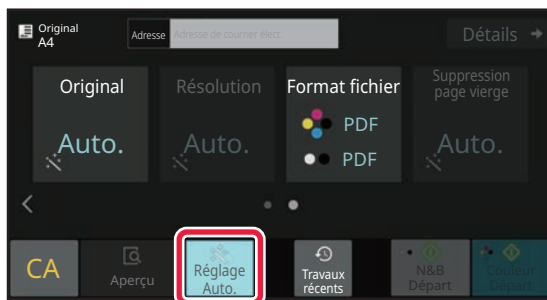 Original
A4
Adresse
Adresse de courrier élect.
Détails
Original
Auto.
Résolution
Auto.
Format fichier
PDF
PDF
Suppression
page vierge
Auto.
CA
Aperçu
Réglage
Auto.
Travaux
récents
N&B
Départ
Couleur
Départ